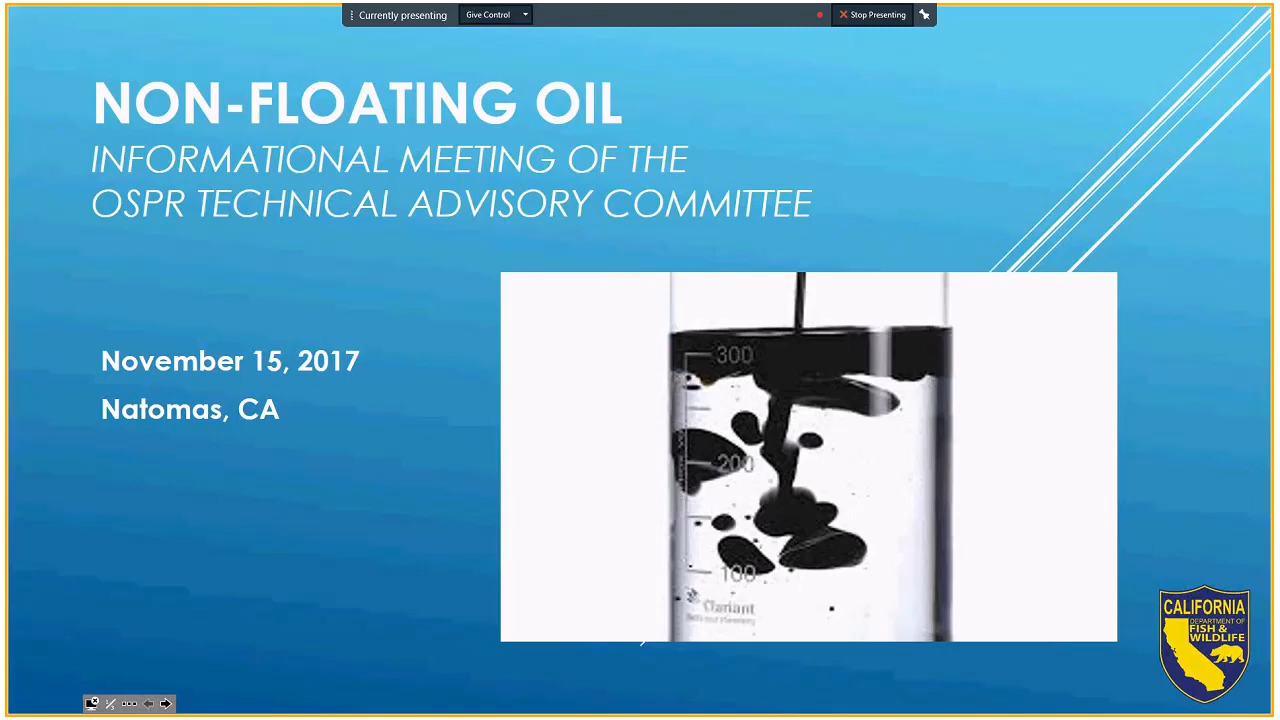 Currently presenting
Give Control
Stop Presenting
NON-FLOATING OIL
INFORMATIONAL MEETING OF THE
OSPR TECHNICAL ADVISORY COMMITTEE
November 15, 2017
Natomas, CA
300
200
100
Clariant
CALIFORNIA
DEPARTMENT OF
FISH &
WILDLIFE